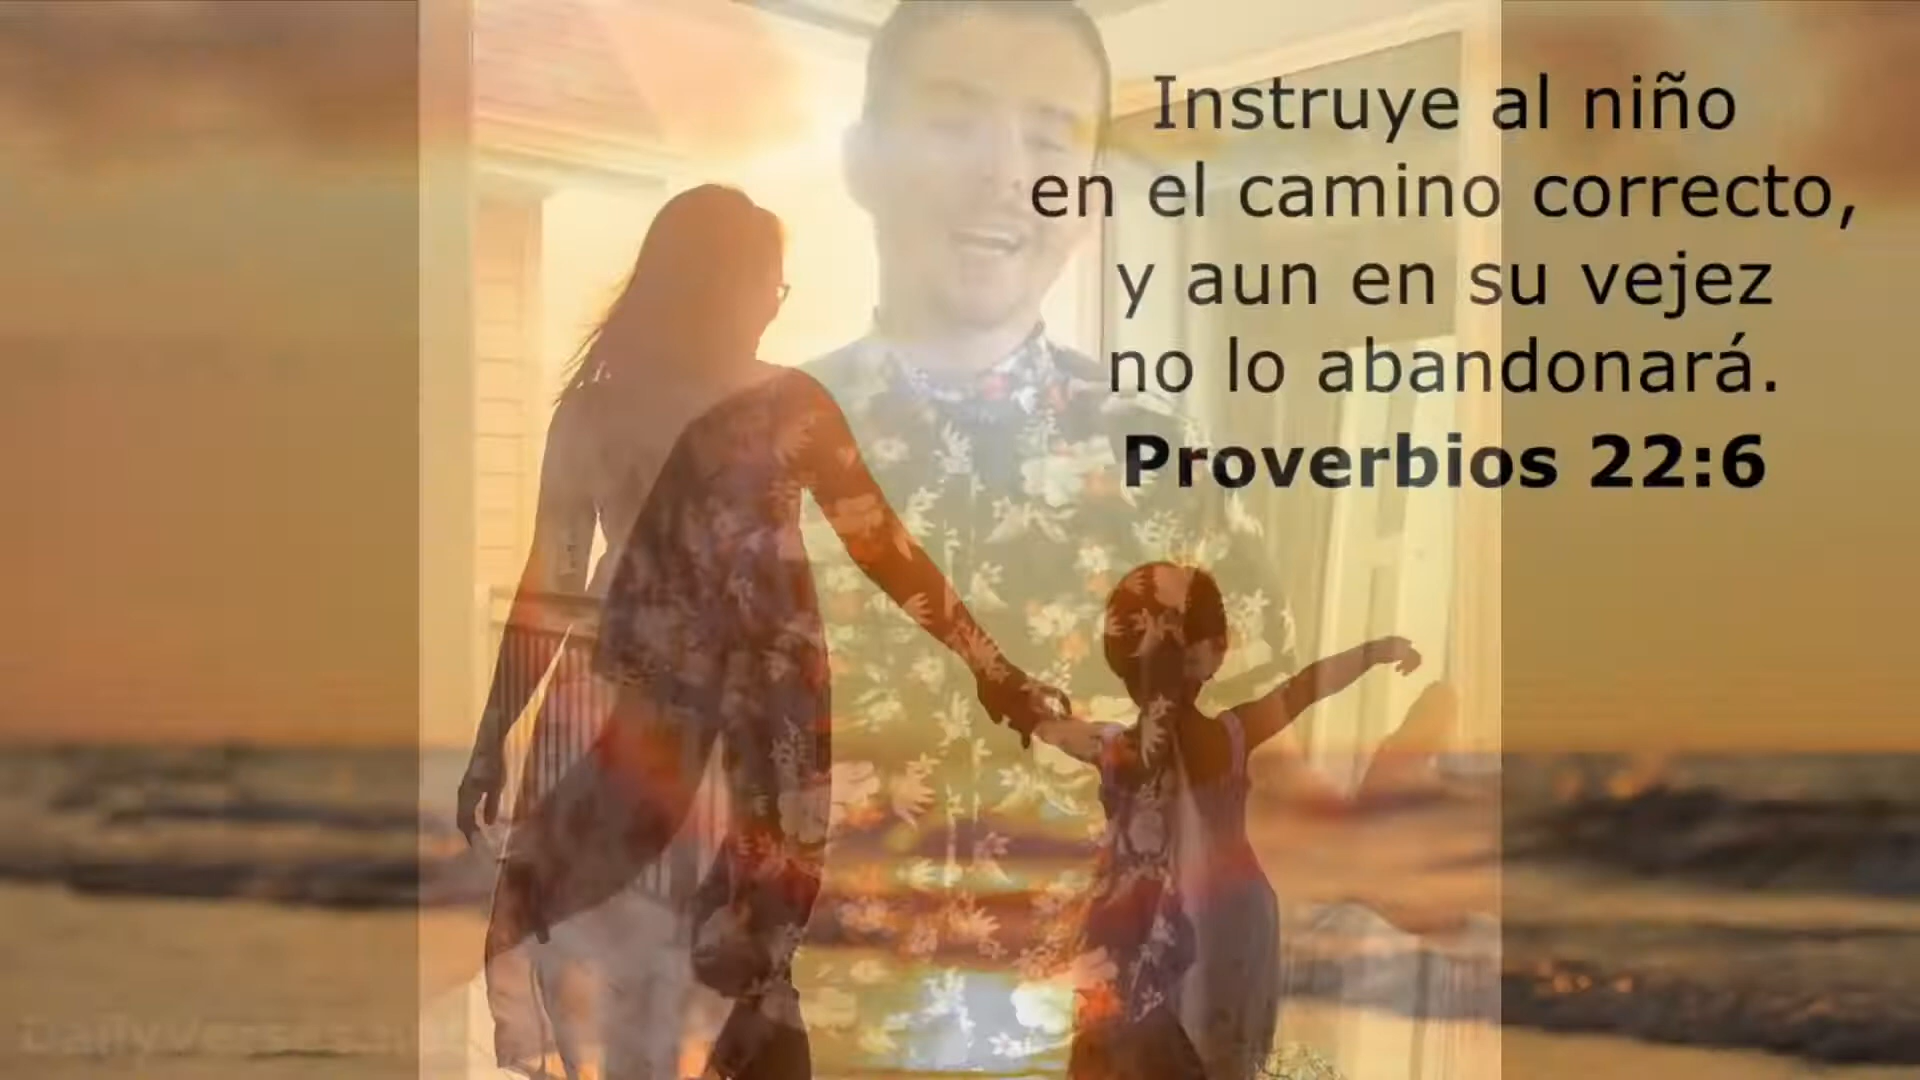 Instruye al niño
en el camino correcto,
y aun en su vejez
no lo abandonará.
Proverbios 22:6